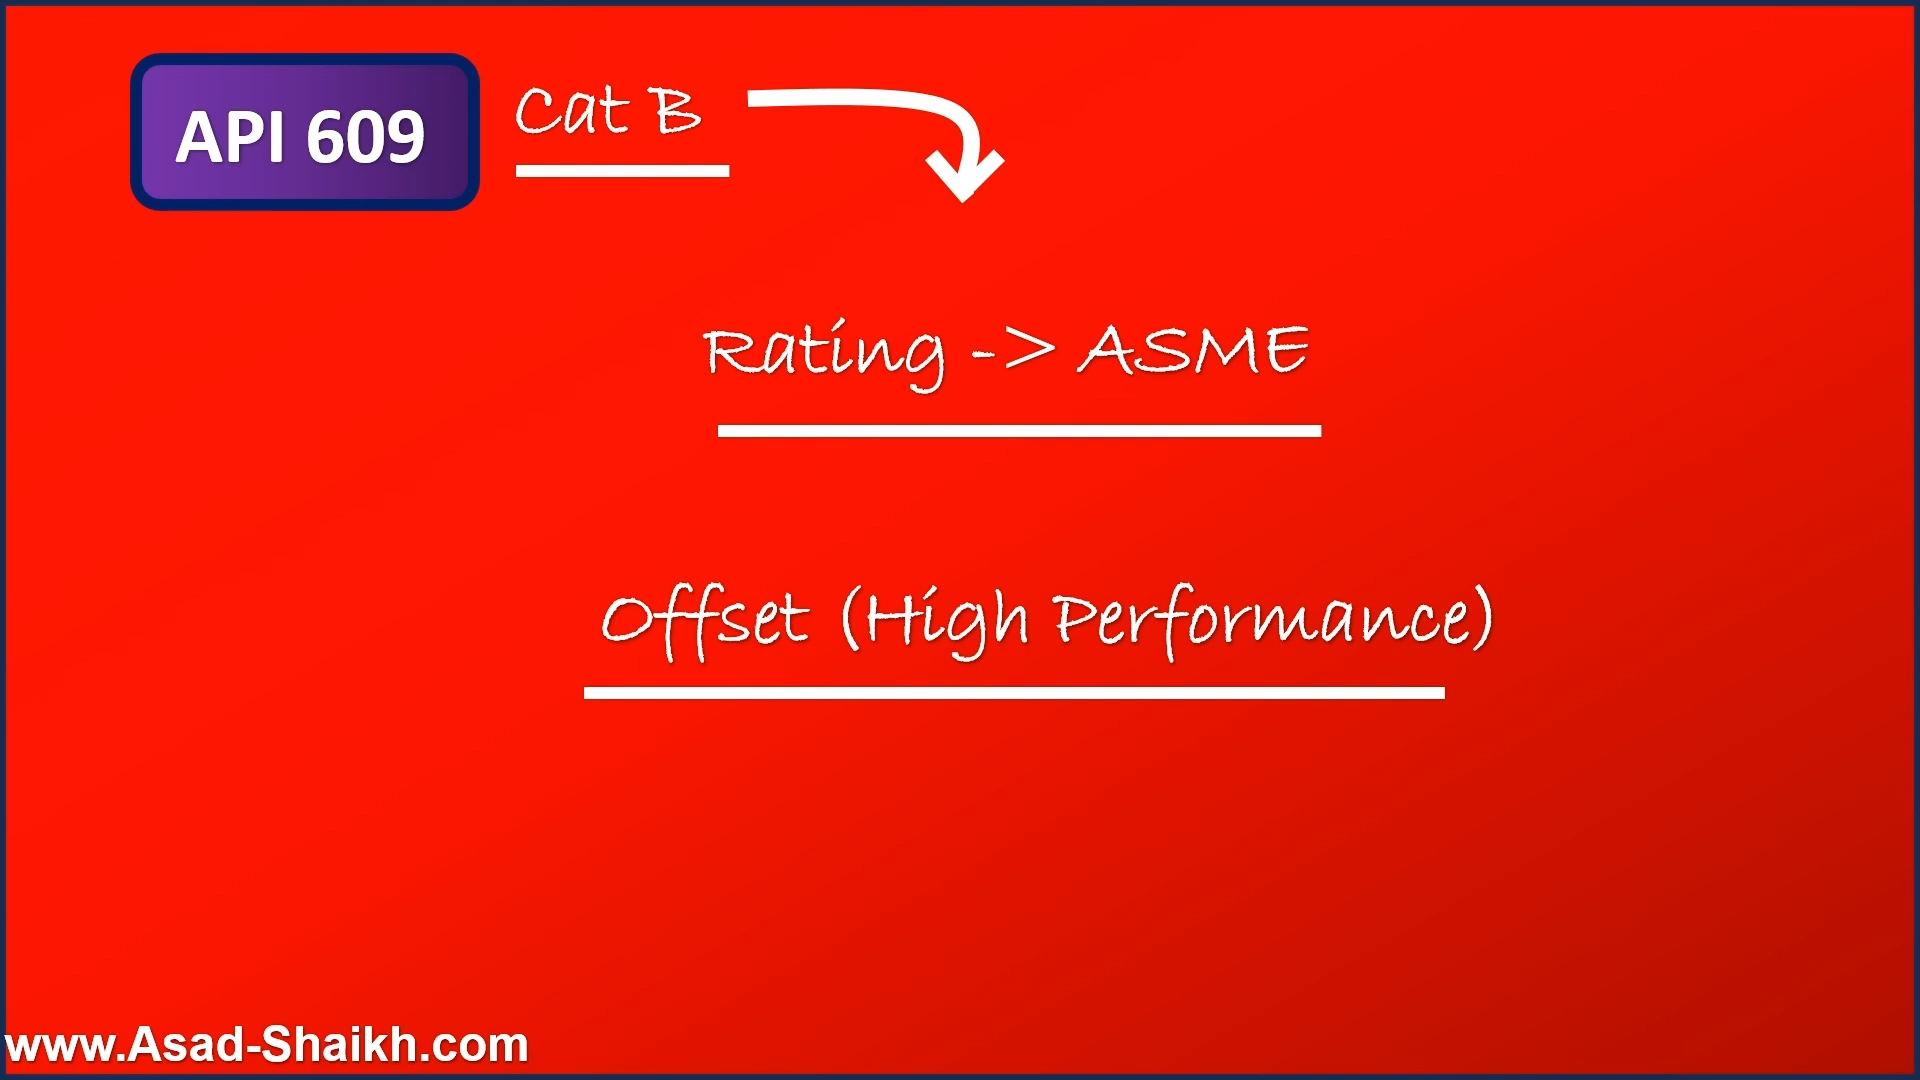 API 609
Cat B
Rating -> ASME
Offset (High Performance)
www.Asad-Shaikh.com